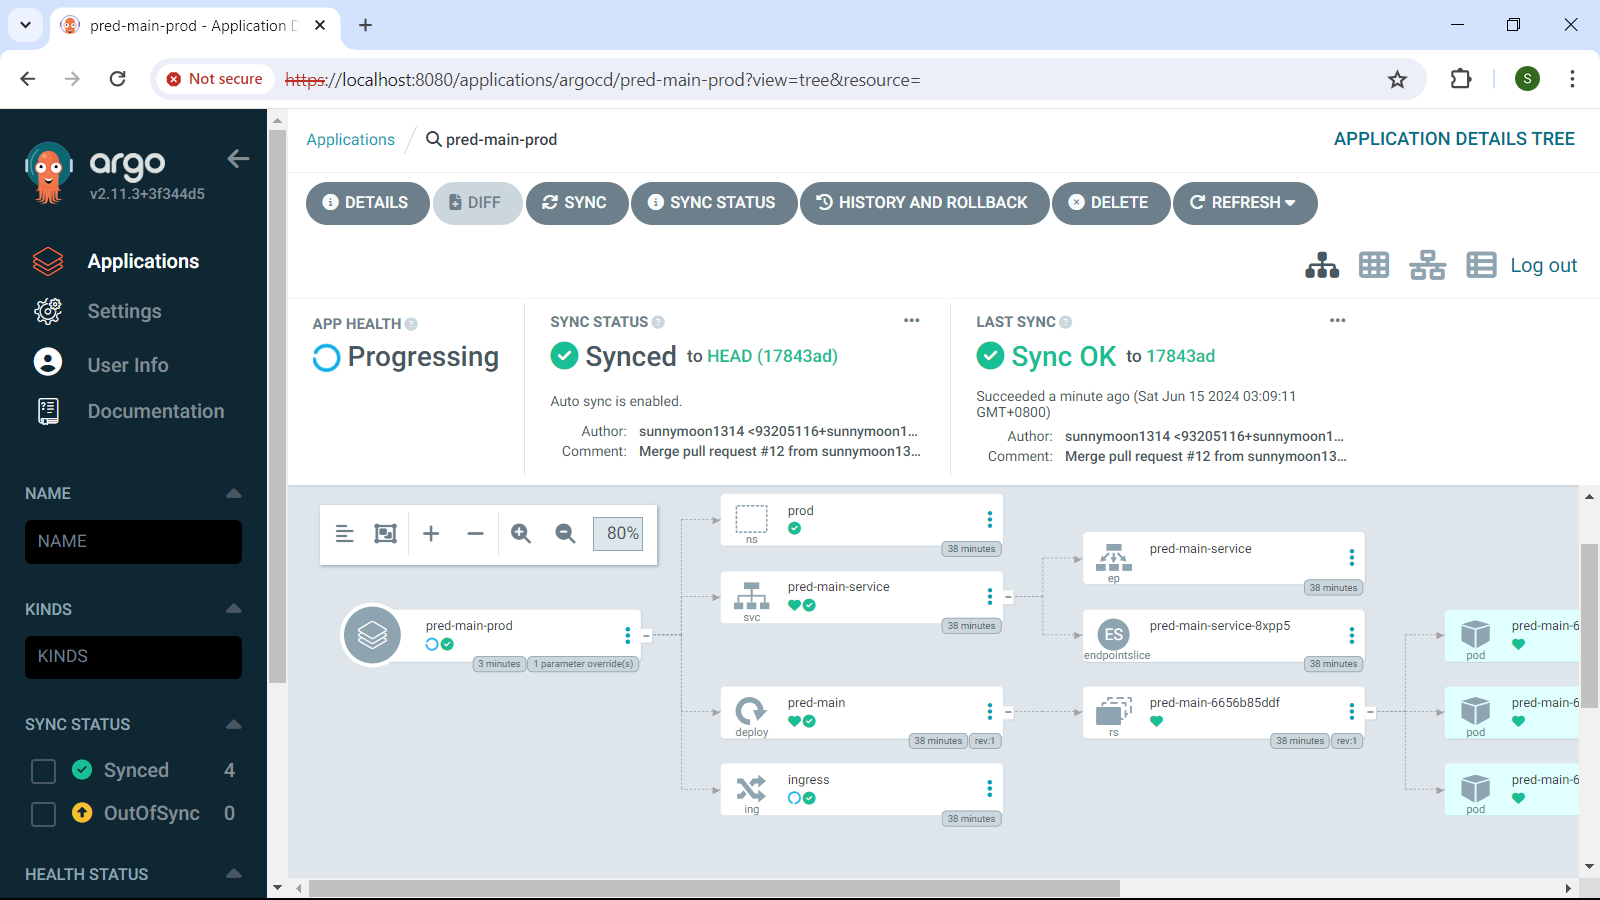 pred-main-prod - Application D
Not secure
https://localhost:8080/applications/argocd/pred-main-prod?view=tree&resource=
S
argo
v2.11.3+3f344d5
Applications
Settings
User Info
Documentation
NAME
NAME
KINDS
KINDS
SYNC STATUS
Synced 4
OutOfSync 0
HEALTH STATUS
Applications / pred-main-prod
APPLICATION DETAILS TREE
DETAILS
DIFF
SYNC
SYNC STATUS
HISTORY AND ROLLBACK
DELETE
REFRESH
Log out
APP HEALTH
Progressing
SYNC STATUS
Synced to HEAD (17843ad)
Auto sync is enabled.
Author: sunnymoon1314 <93205116+sunnymoon1...
Comment: Merge pull request #12 from sunnymoon13...
LAST SYNC
Sync OK to 17843ad
Succeeded a minute ago (Sat Jun 15 2024 03:09:11
GMT+0800)
Author: sunnymoon1314 <93205116+sunnymoon1...
Comment: Merge pull request #12 from sunnymoon13...
80%
pred-main-prod
3 minutes
1 parameter override(s)
prod
ns
38 minutes
pred-main-service
svc
38 minutes
pred-main
deploy
38 minutes
rev:1
ingress
ing
38 minutes
pred-main-service
ep
38 minutes
ES
pred-main-service-8xpp5
endpointslice
38 minutes
pred-main-6656b85ddf
rs
38 minutes
rev:1
pred-main-6
pod
pred-main-6
pod
pred-main-6
pod